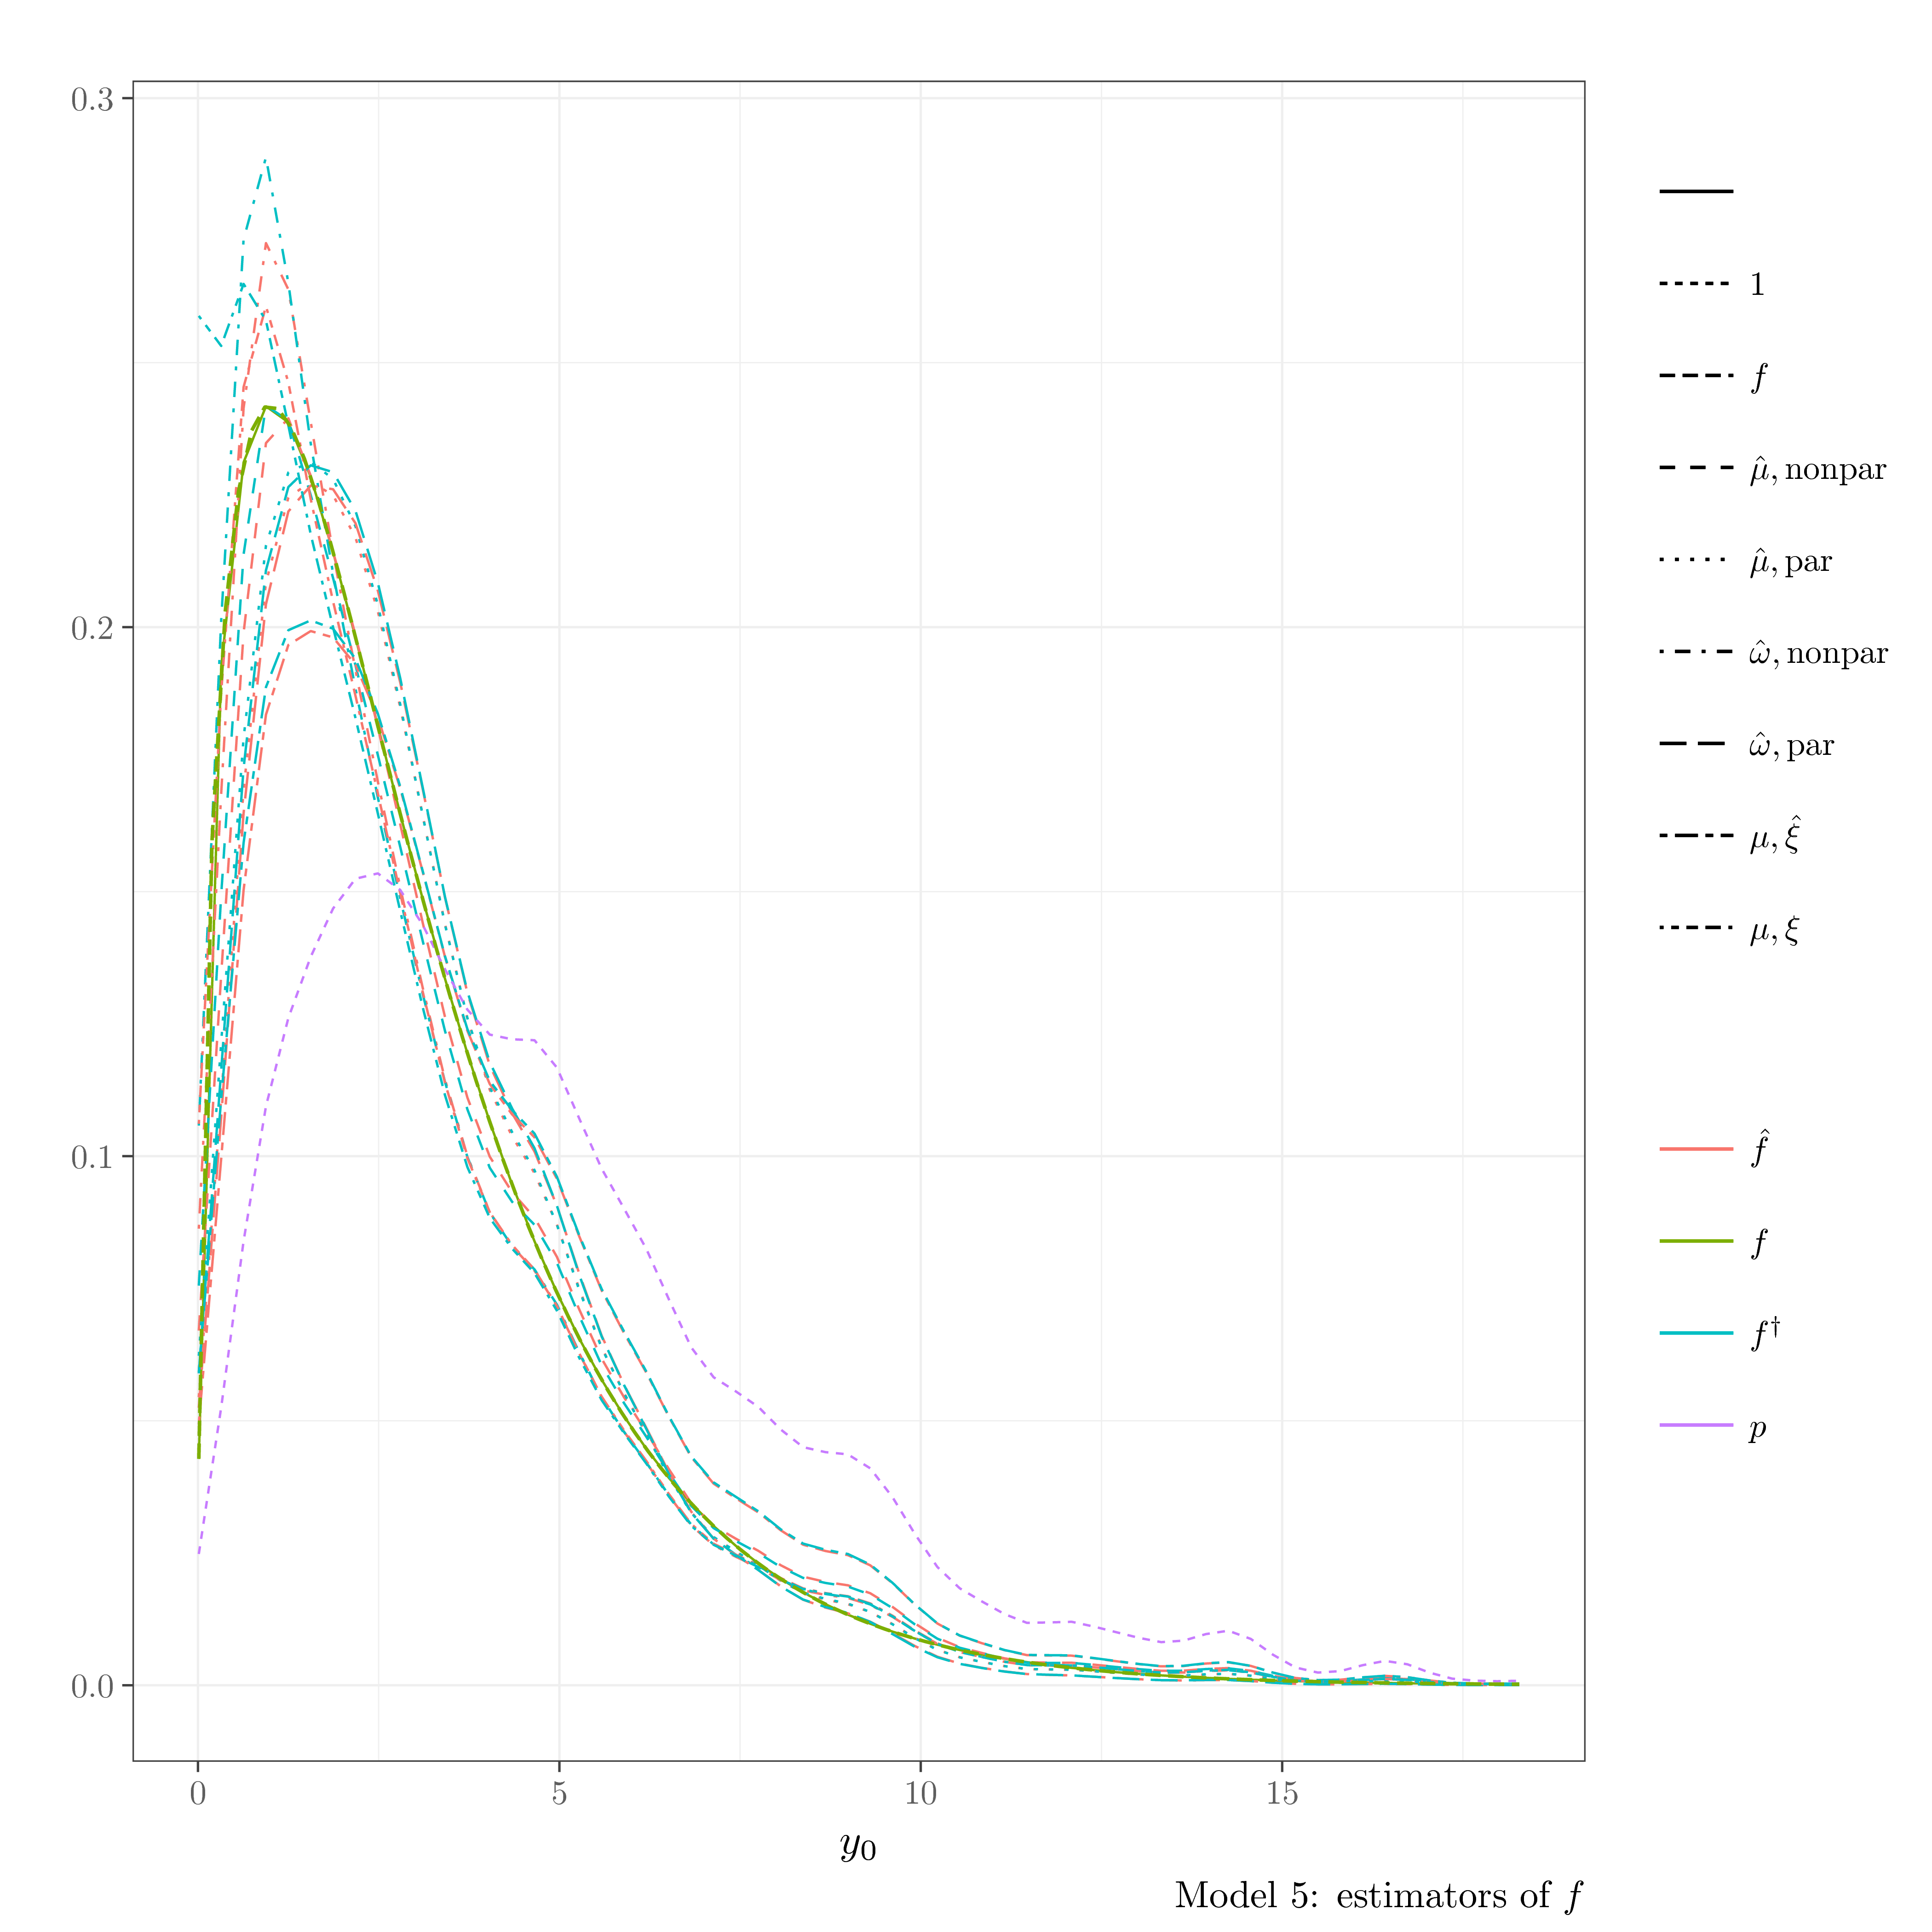 0.3
0.2
0.1
0.0
0 5 10 15
y₀
Model 5: estimators of f
1
f
μ̂, nonpar
μ̂, par
ω̂, nonpar
ω̂, par
μ, ξ̂
μ, ξ
f̂
f
f†
p